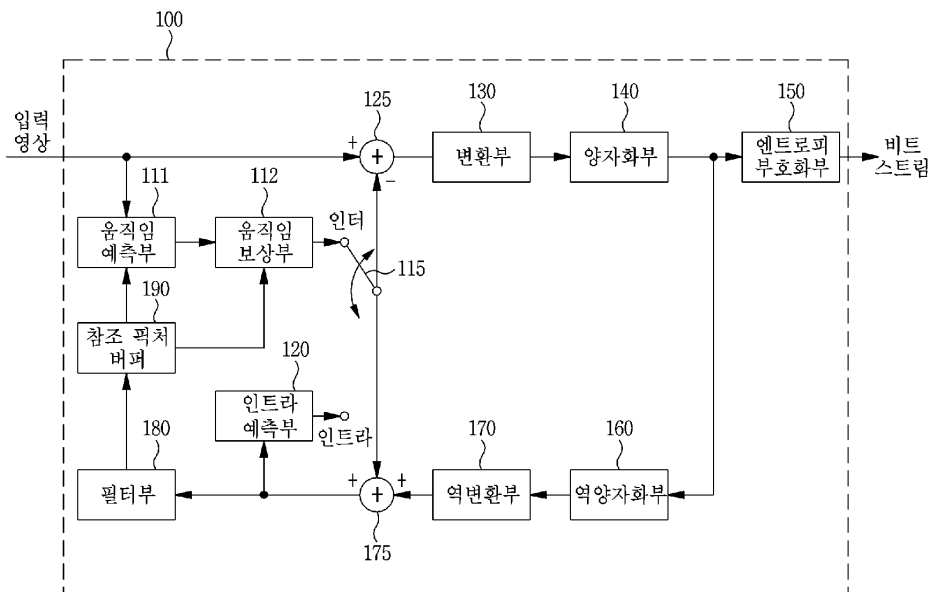 100
입력
영상
125
130
140
150
+
+
−
변환부
양자화부
엔트로피
부호화부
비트
스트림
111
112
움직임
예측부
움직임
보상부
인터
115
190
참조 픽처
버퍼
120
인트라
예측부
인트라
180
170
160
필터부
+
+
+
역변환부
역양자화부
175